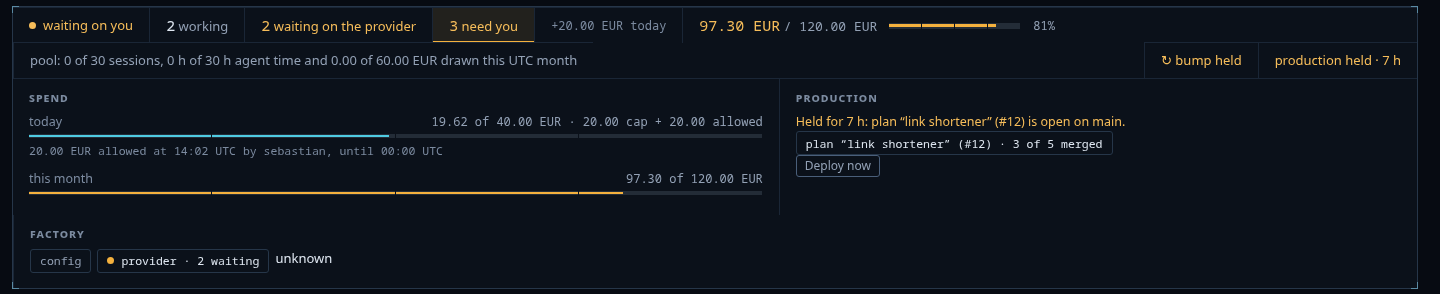 waiting on you 2 working 2 waiting on the provider 3 need you +20.00 EUR today 97.30 EUR / 120.00 EUR 81%
pool: 0 of 30 sessions, 0 h of 30 h agent time and 0.00 of 60.00 EUR drawn this UTC month ↻ bump held production held · 7 h
SPEND
today 19.62 of 40.00 EUR · 20.00 cap + 20.00 allowed
20.00 EUR allowed at 14:02 UTC by sebastian, until 00:00 UTC
this month 97.30 of 120.00 EUR
PRODUCTION
Held for 7 h: plan “link shortener” (#12) is open on main.
plan “link shortener” (#12) · 3 of 5 merged
Deploy now
FACTORY
config provider · 2 waiting unknown